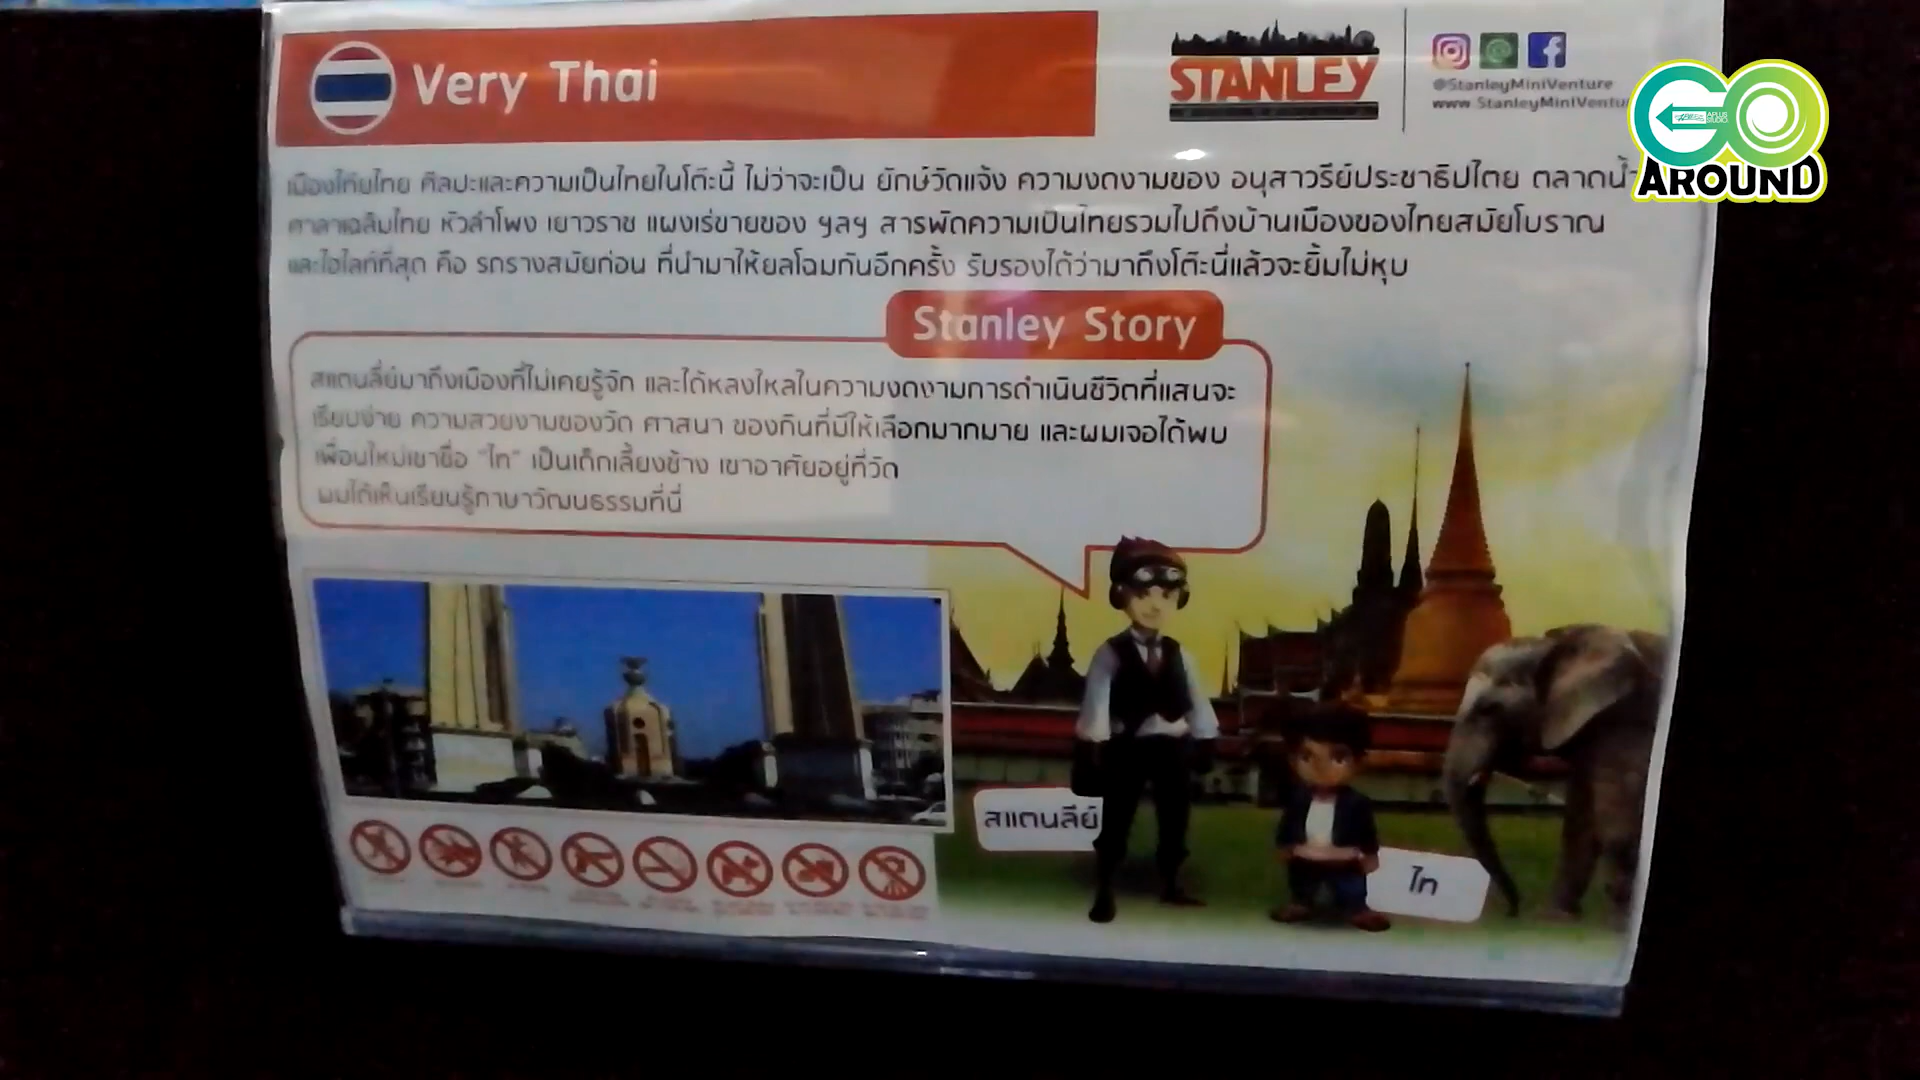 Very Thai
STANLEY
@StanleyMiniVenture
www.StanleyMiniVentu
GO
AROUND
เมืองไท๊ยไทย ศิลปะและความเป็นไทยในโต๊ะนี้ ไม่ว่าจะเป็น ยักษ์วัดแจ้ง ความงดงามของ อนุสาวรีย์ประชาธิปไตย ตลาดน้ำ
ศาลาเฉลิมไทย หัวลำโพง เยาวราช แผงเร่ขายของ ฯลฯ สารพัดความเป็นไทยรวมไปถึงบ้านเมืองของไทยสมัยโบราณ
และไฮไลท์ที่สุด คือ รถรางสมัยก่อน ที่นำมาให้ยลโฉมกันอีกครั้ง รับรองได้ว่ามาถึงโต๊ะนี่แล้วจะยิ้มไม่หุบ
Stanley Story
สแตนลี่ย์มาถึงเมืองที่ไม่เคยรู้จัก และได้หลงใหลในความงดงามการดำเนินชีวิตที่แสนจะ
เรียบง่าย ความสวยงามของวัด ศาสนา ของกินที่มีให้เลือกมากมาย และผมเจอได้พบ
เพื่อนใหม่เขาชื่อ "ไท" เป็นเด็กเลี้ยงช้าง เขาอาศัยอยู่ที่วัด
ผมได้เห็นเรียนรู้ภาษาวัฒนธรรมที่นี่
สแตนลีย์
ไท